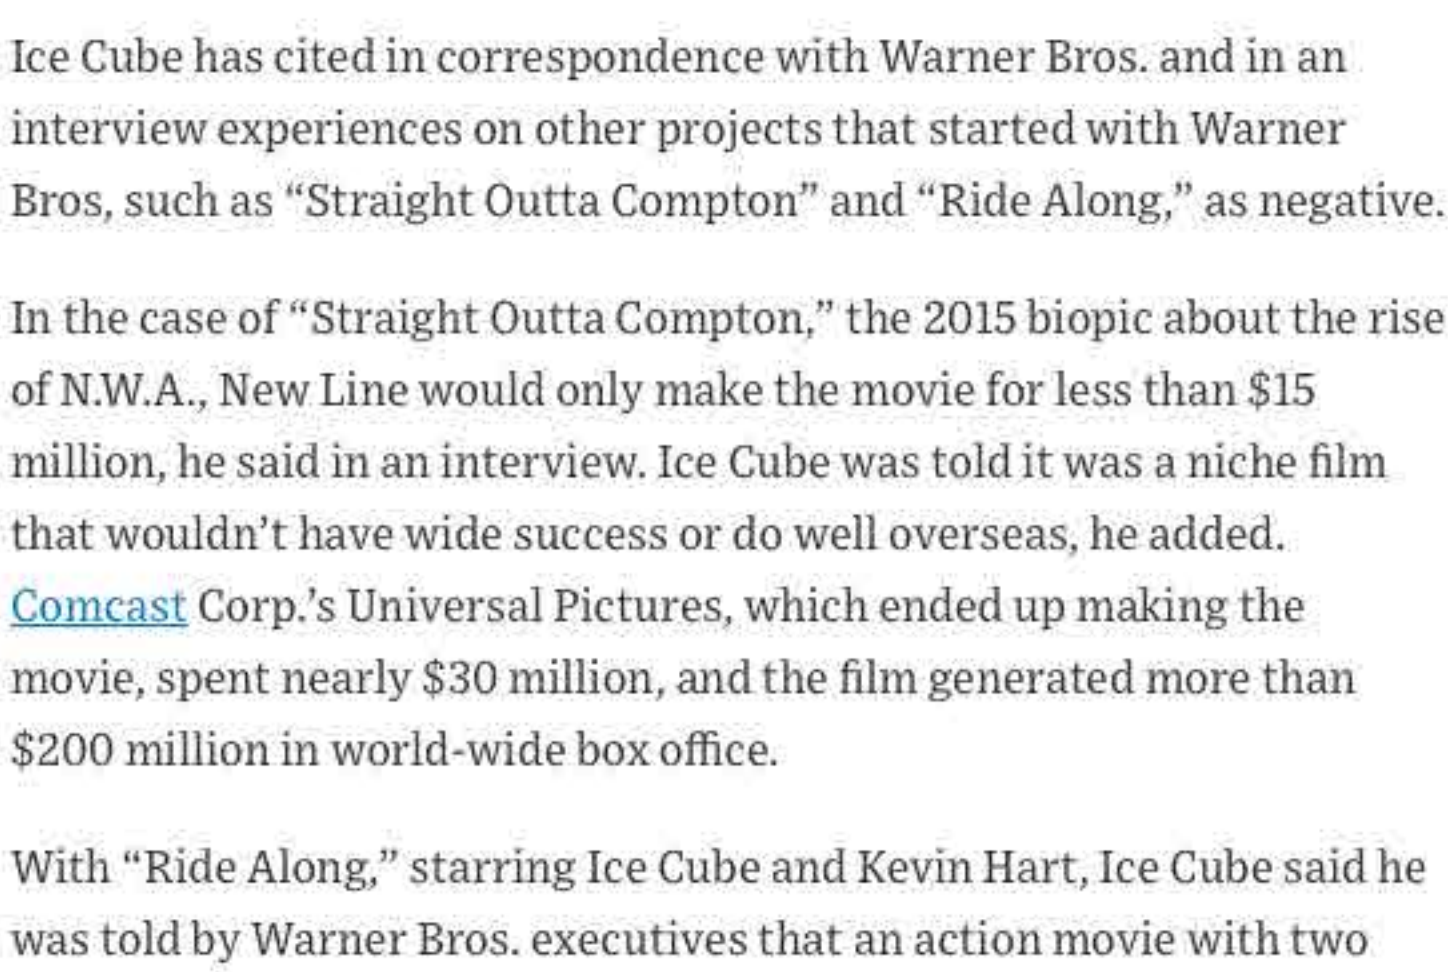 Ice Cube has cited in correspondence with Warner Bros. and in an
interview experiences on other projects that started with Warner
Bros, such as “Straight Outta Compton” and “Ride Along,” as negative.
In the case of “Straight Outta Compton,” the 2015 biopic about the rise
of N.W.A., New Line would only make the movie for less than $15
million, he said in an interview. Ice Cube was told it was a niche film
that wouldn’t have wide success or do well overseas, he added.
Comcast Corp.’s Universal Pictures, which ended up making the
movie, spent nearly $30 million, and the film generated more than
$200 million in world-wide box office.
With “Ride Along,” starring Ice Cube and Kevin Hart, Ice Cube said he
was told by Warner Bros. executives that an action movie with two